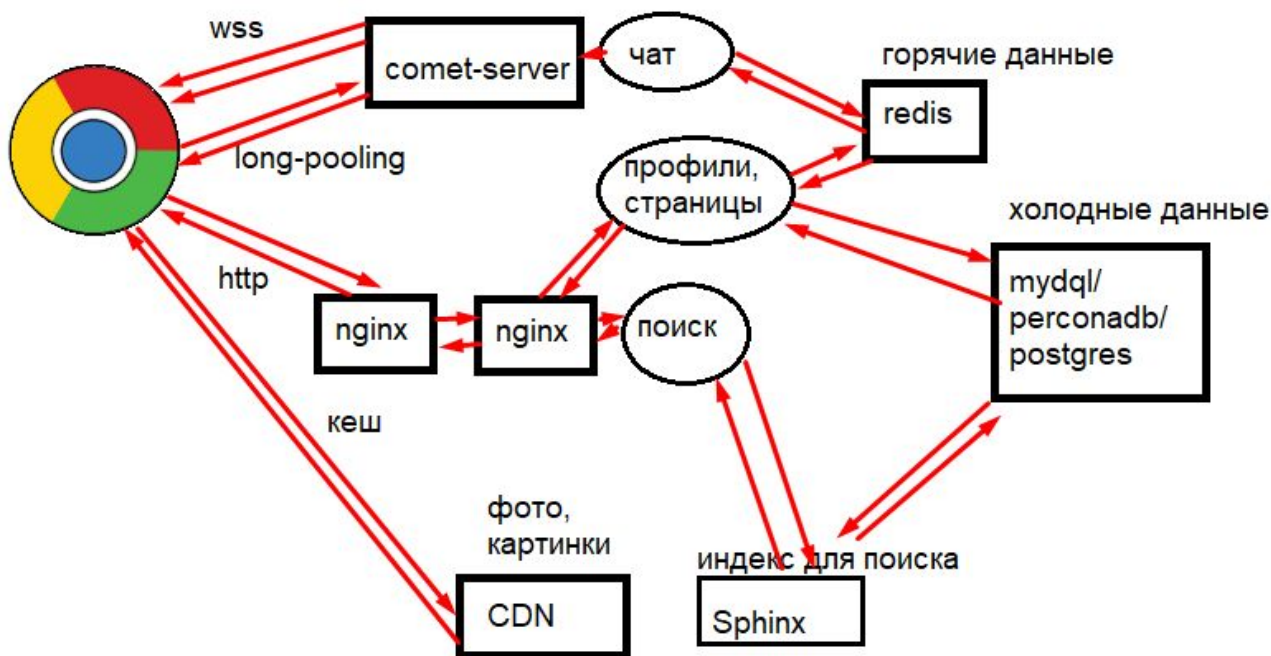 wss
comet-server
чат
горячие данные
redis
long-pooling
профили,
страницы
холодные данные
http
mydql/
perconadb/
postgres
nginx
nginx
поиск
кеш
фото,
картинки
индекс для поиска
CDN
Sphinx